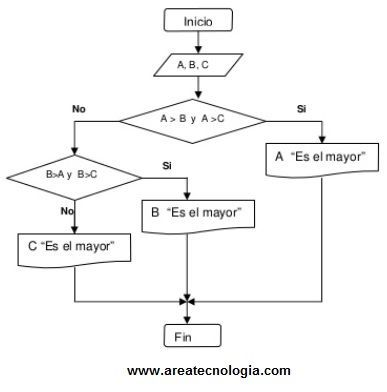 Inicio
A, B, C
No
A > B y A >C
Si
A "Es el mayor"
B>A y B>C
Si
B "Es el mayor"
No
C "Es el mayor"
Fin
www.areatecnologia.com